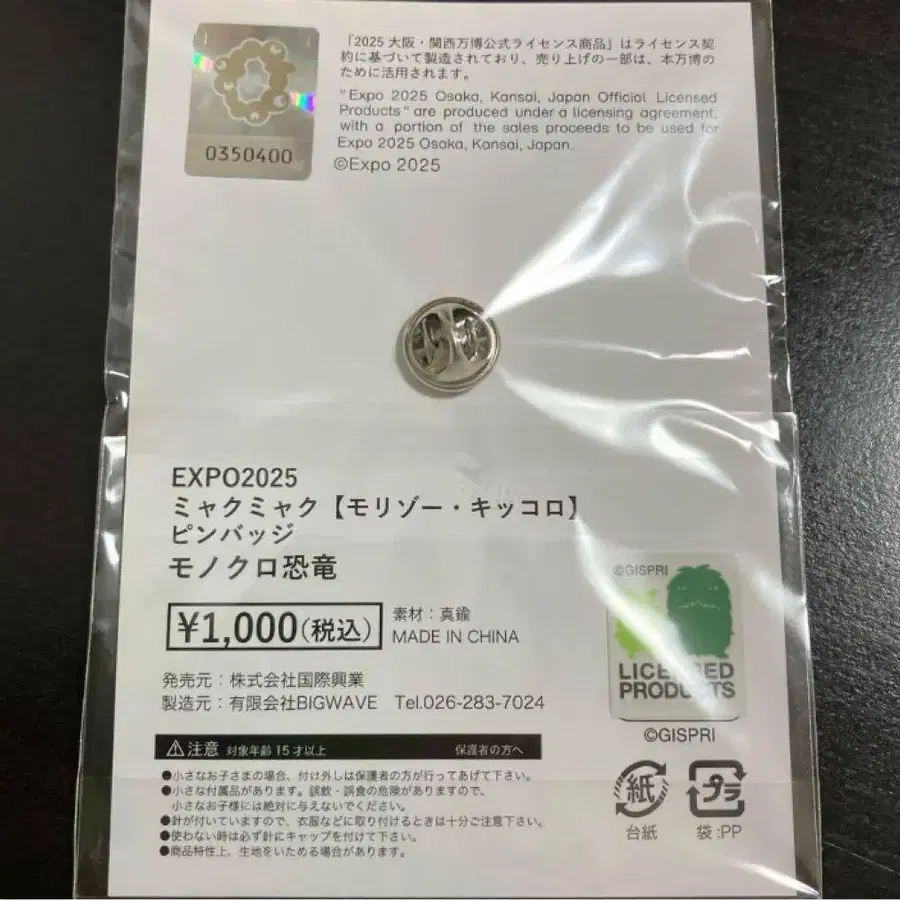 「2025 大阪・関西万博公式ライセンス商品」はライセンス契
約に基づいて製造されており、売り上げの一部は、本万博の
ために活用されます。
"Expo 2025 Osaka, Kansai, Japan Official Licensed
Products" are produced under a licensing agreement,
with a portion of the sales proceeds to be used for
Expo 2025 Osaka, Kansai, Japan.
©Expo 2025
0350400
EXPO2025
ミャクミャク【モリゾー・キッコロ】
ピンバッジ
モノクロ恐竜
¥1,000(税込)
素材：真鍮
MADE IN CHINA
発売元：株式会社国際興業
製造元：有限会社BIGWAVE Tel.026-283-7024
⚠注意 対象年齢15才以上 保護者の方へ
●小さなお子さまの場合、付け外しは保護者の方が行ってあげて下さい。
●小さな付属品があります。誤飲・誤食の危険がありますので、
小さなお子様には絶対に与えないでください。
●針が付いていますので、衣服などに取り付けるときは十分ご注意下さい。
●使わない時は必ず針にキャップを付けて下さい。
●商品特性上、生地をいためる場合があります。
©GISPRI
LICENSED
PRODUCTS
©GISPRI
紙
台紙
プラ
袋:PP